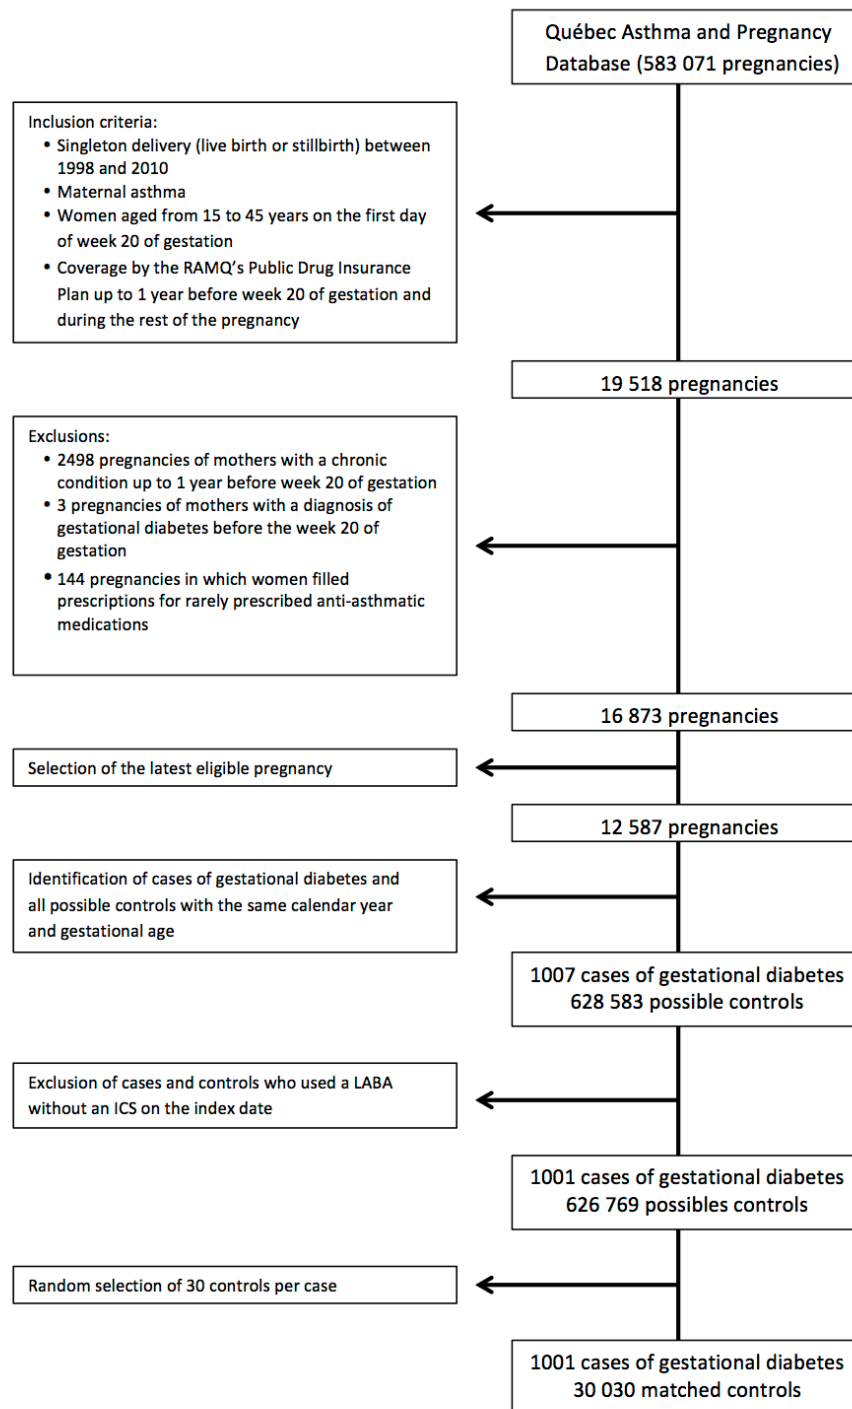 Québec Asthma and Pregnancy
Database (583 071 pregnancies)
Inclusion criteria:
• Singleton delivery (live birth or stillbirth) between
1998 and 2010
• Maternal asthma
• Women aged from 15 to 45 years on the first day
of week 20 of gestation
• Coverage by the RAMQ's Public Drug Insurance
Plan up to 1 year before week 20 of gestation and
during the rest of the pregnancy
19 518 pregnancies
Exclusions:
• 2498 pregnancies of mothers with a chronic
condition up to 1 year before week 20 of gestation
• 3 pregnancies of mothers with a diagnosis of
gestational diabetes before the week 20 of
gestation
• 144 pregnancies in which women filled
prescriptions for rarely prescribed anti-asthmatic
medications
16 873 pregnancies
Selection of the latest eligible pregnancy
12 587 pregnancies
Identification of cases of gestational diabetes and
all possible controls with the same calendar year
and gestational age
1007 cases of gestational diabetes
628 583 possible controls
Exclusion of cases and controls who used a LABA
without an ICS on the index date
1001 cases of gestational diabetes
626 769 possibles controls
Random selection of 30 controls per case
1001 cases of gestational diabetes
30 030 matched controls